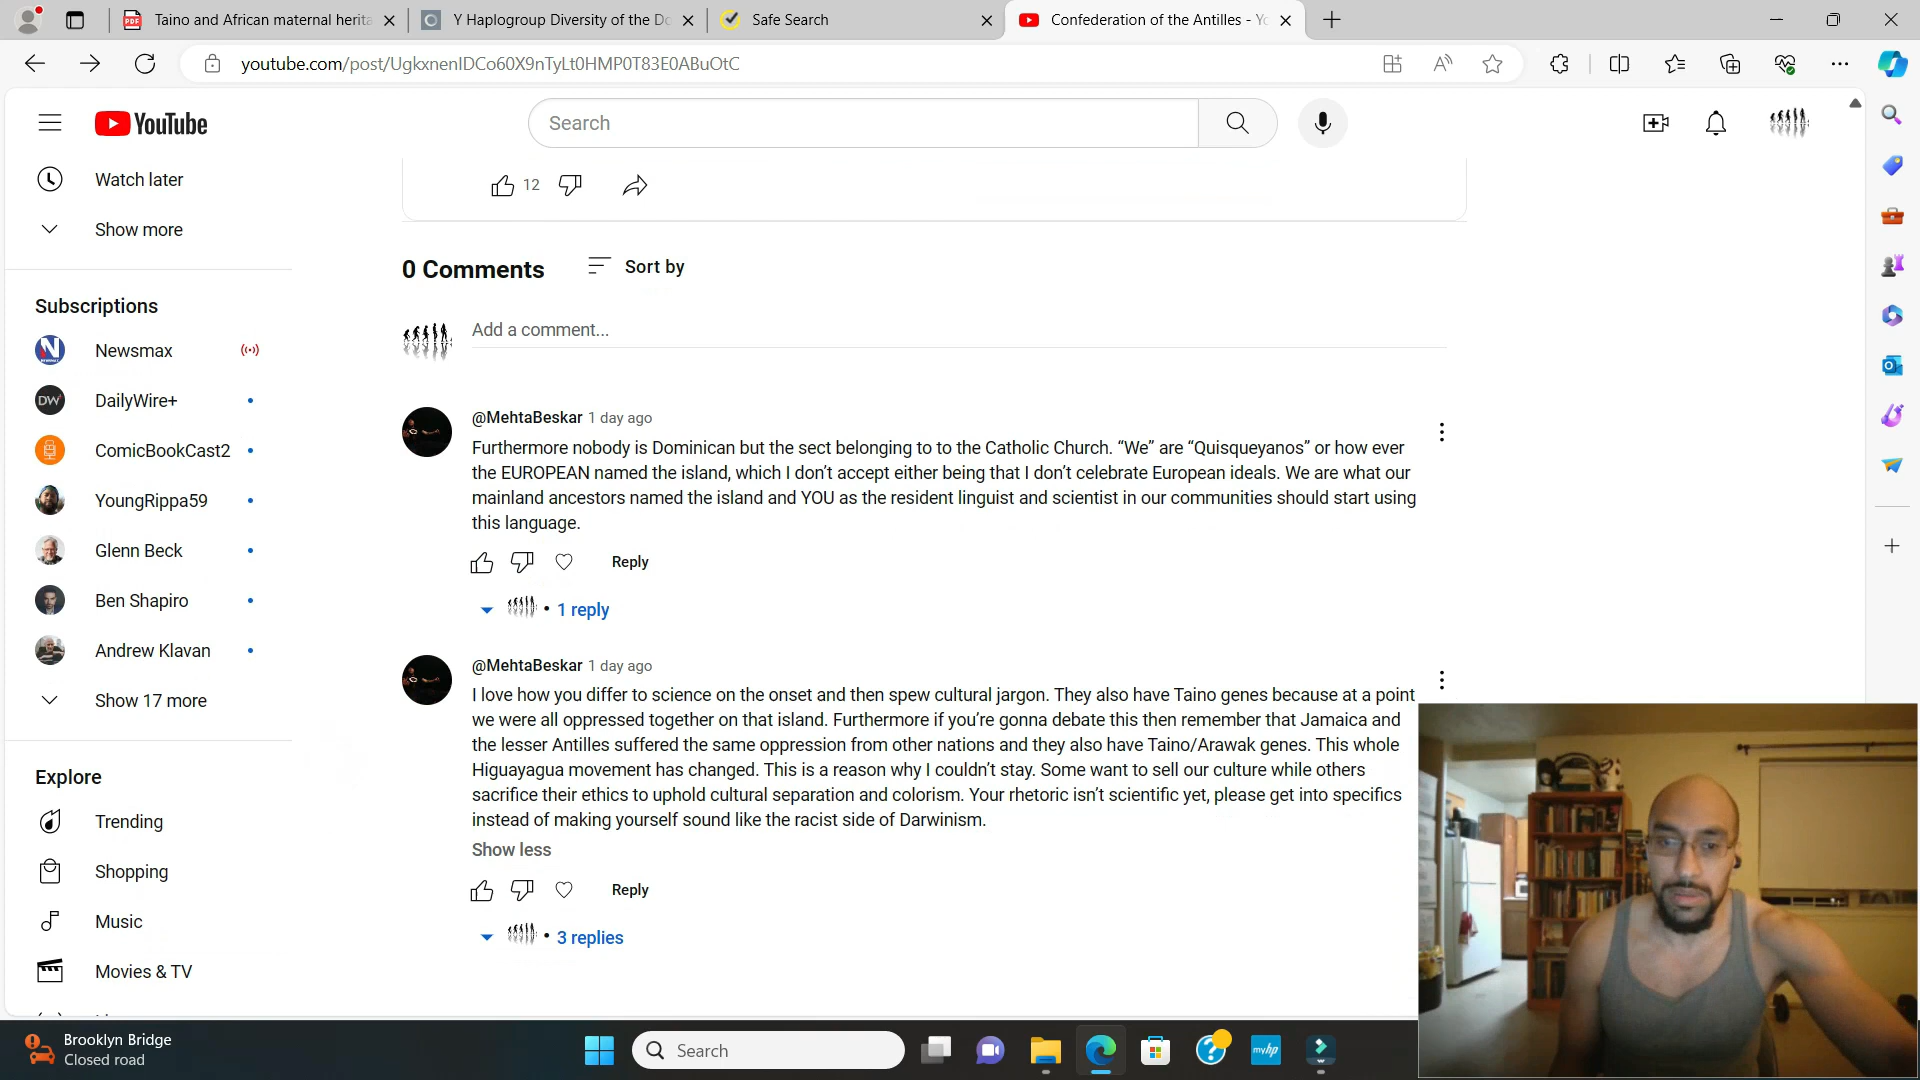 Taino and African maternal herita
Y Haplogroup Diversity of the Do
Safe Search
Confederation of the Antilles - Yo
youtube.com/post/UgkxnenIDCo60X9nTyLt0HMP0T83E0ABuOtC
YouTube
Search
Watch later
Show more
12
0 Comments
Sort by
Subscriptions
Add a comment...
Newsmax
DW
DailyWire+
ComicBookCast2
YoungRippa59
Glenn Beck
Ben Shapiro
Andrew Klavan
Show 17 more
@MehtaBeskar 1 day ago
Furthermore nobody is Dominican but the sect belonging to to the Catholic Church. “We” are “Quisqueyanos” or how ever
the EUROPEAN named the island, which I don’t accept either being that I don’t celebrate European ideals. We are what our
mainland ancestors named the island and YOU as the resident linguist and scientist in our communities should start using
this language.
Reply
1 reply
@MehtaBeskar 1 day ago
I love how you differ to science on the onset and then spew cultural jargon. They also have Taino genes because at a point
we were all oppressed together on that island. Furthermore if you’re gonna debate this then remember that Jamaica and
the lesser Antilles suffered the same oppression from other nations and they also have Taino/Arawak genes. This whole
Higuayagua movement has changed. This is a reason why I couldn’t stay. Some want to sell our culture while others
sacrifice their ethics to uphold cultural separation and colorism. Your rhetoric isn’t scientific yet, please get into specifics
instead of making yourself sound like the racist side of Darwinism.
Show less
Reply
3 replies
Explore
Trending
Shopping
Music
Movies & TV
Brooklyn Bridge
Closed road
Search
myhp